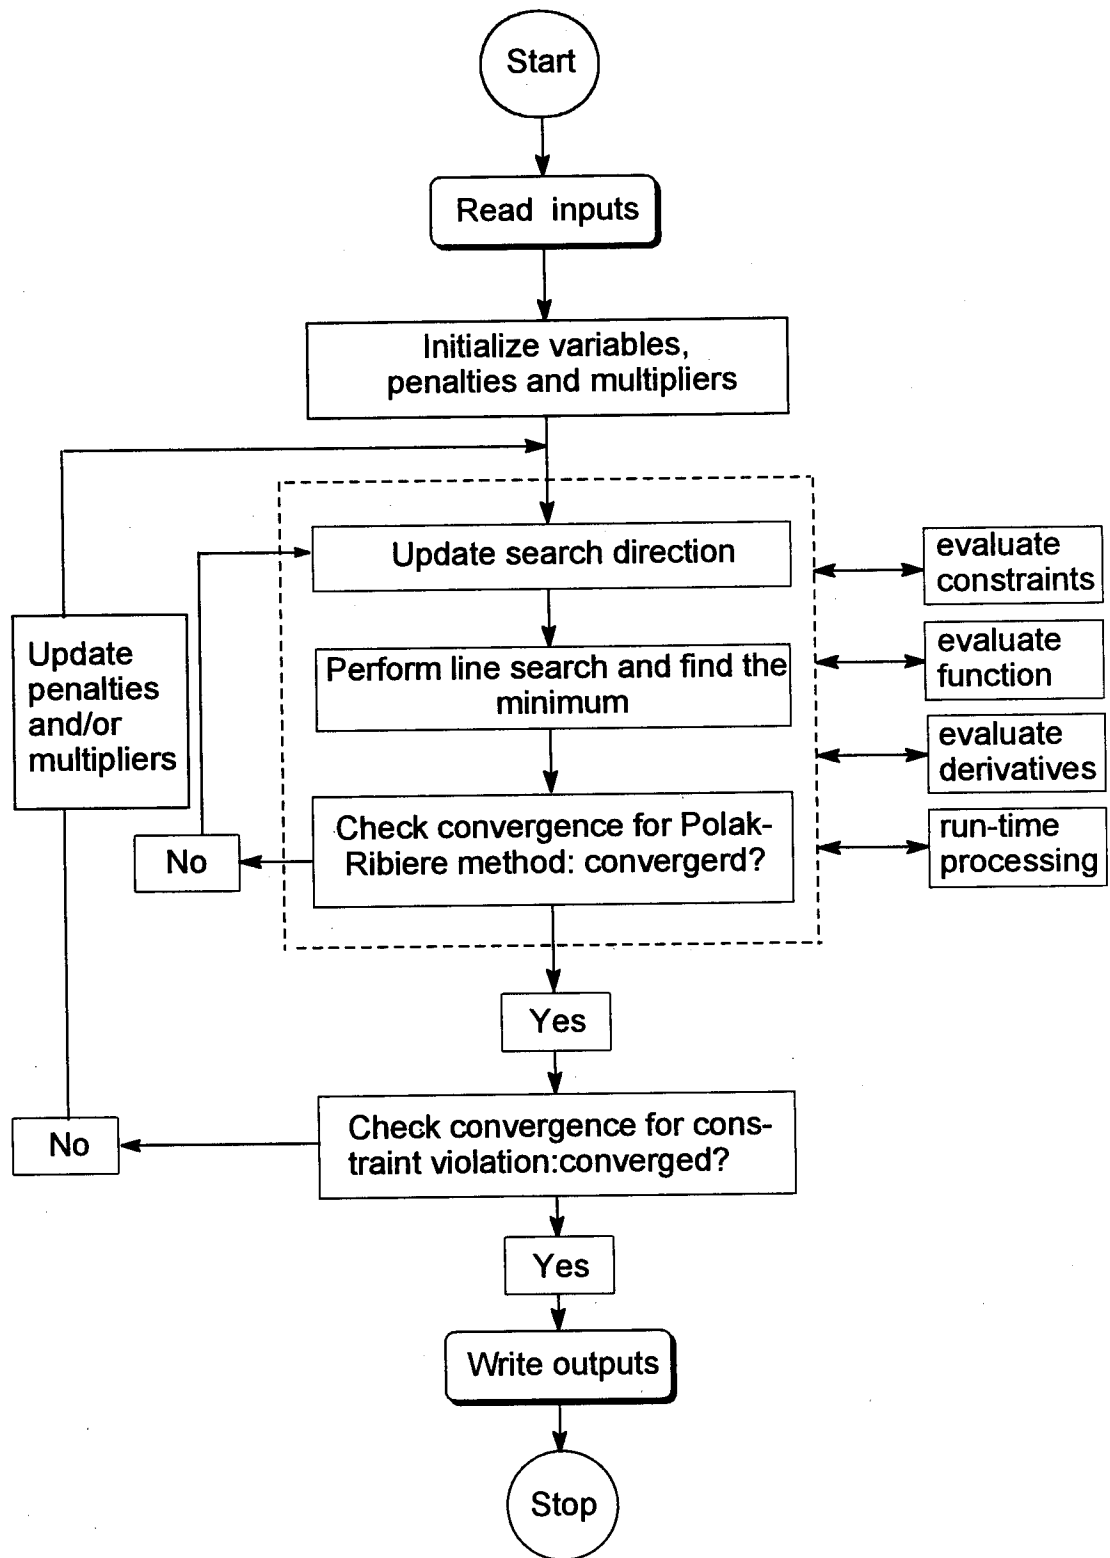 Start
Read inputs
Initialize variables,
penalties and multipliers
Update search direction
evaluate
constraints
Update
penalties
and/or
multipliers
Perform line search and find the
minimum
evaluate
function
evaluate
derivatives
Check convergence for Polak-
Ribiere method: convergerd?
No
run-time
processing
Yes
Check convergence for cons-
traint violation:converged?
No
Yes
Write outputs
Stop